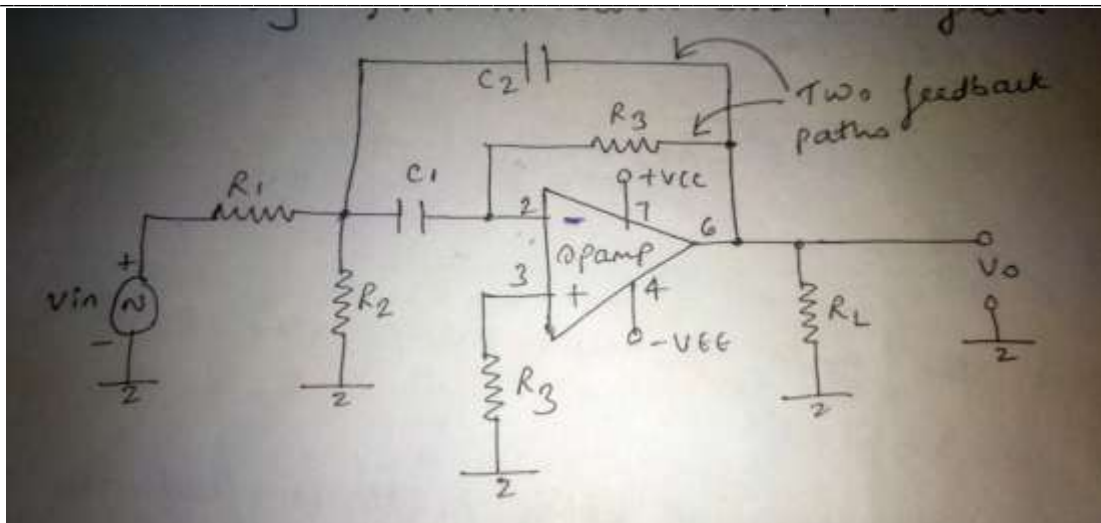 C2
Two feedback
paths
R3
+VCC
R1
C1
2
-
7
6
opamp
3
+
4
-VEE
Vin
+
-
R2
R3
RL
Vo